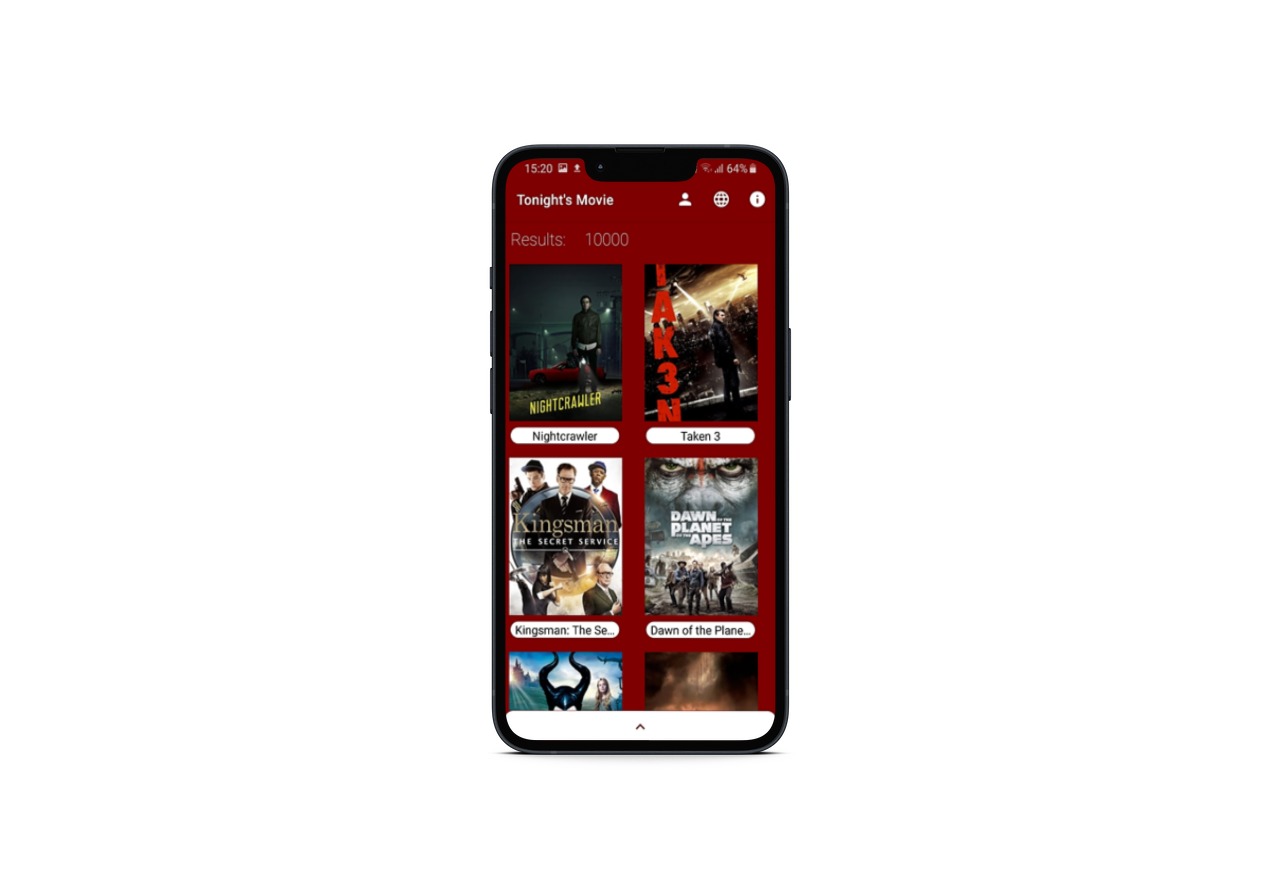 15:20 64%
Tonight's Movie
Results: 10000
NIGHTCRAWLER
TAK3N
Nightcrawler
Taken 3
Kingsman
THE SECRET SERVICE
DAWN OF THE
PLANET
OF THE APES
Kingsman: The Se...
Dawn of the Plane...